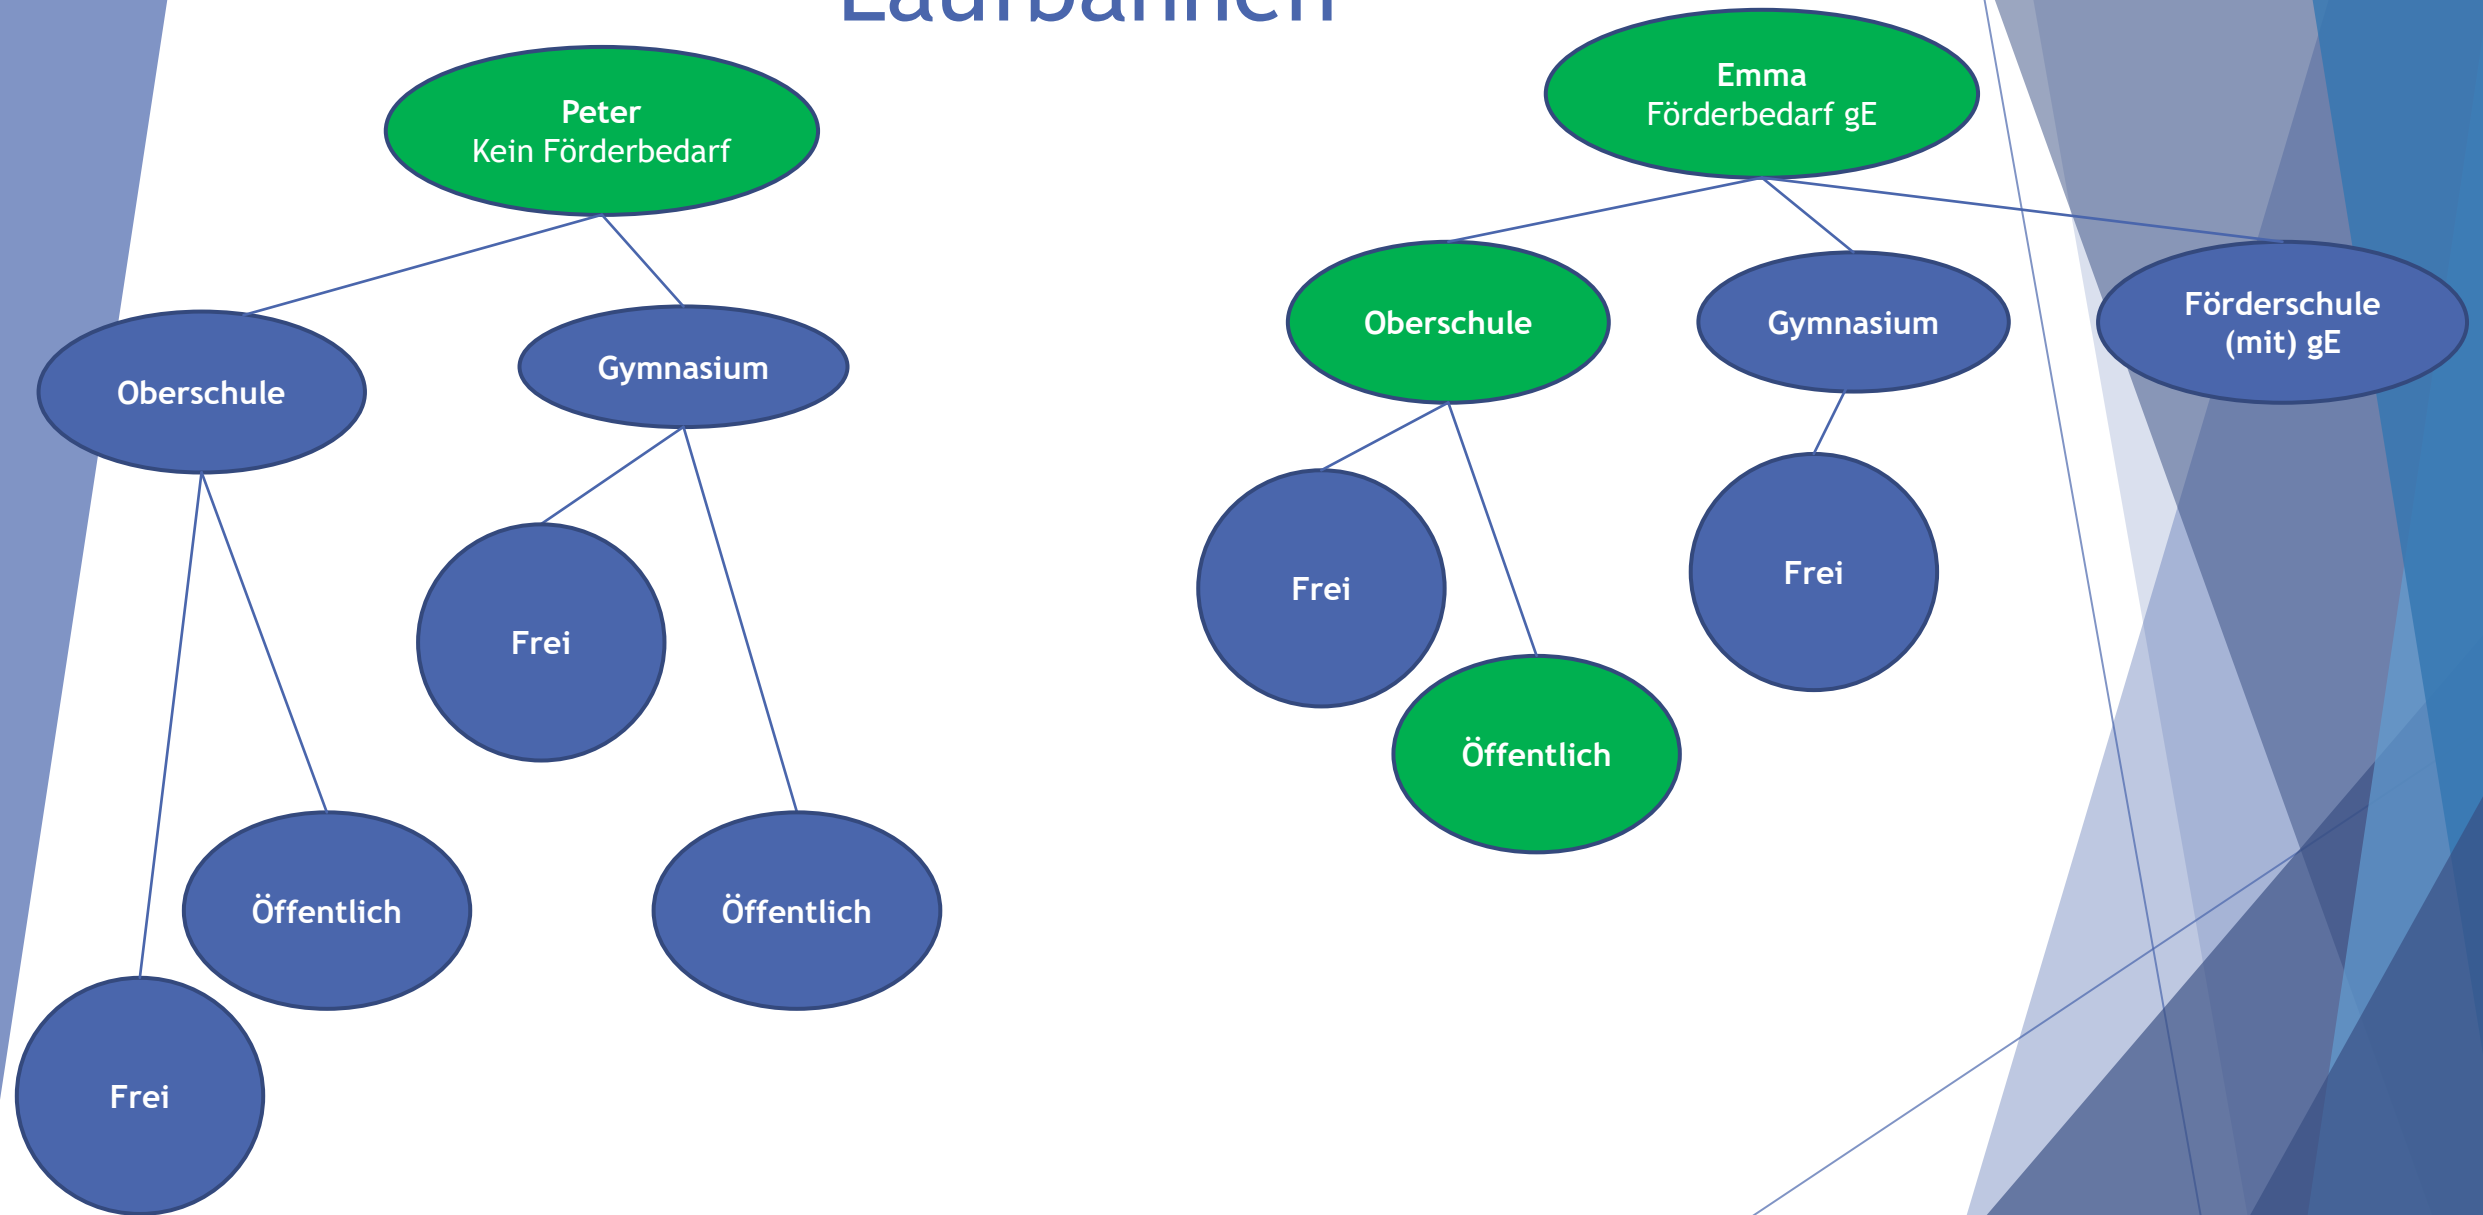 Laufbahnen
Peter
Kein Förderbedarf
Oberschule
Gymnasium
Frei
Öffentlich
Öffentlich
Frei
Emma
Förderbedarf gE
Oberschule
Gymnasium
Förderschule
(mit) gE
Frei
Frei
Öffentlich